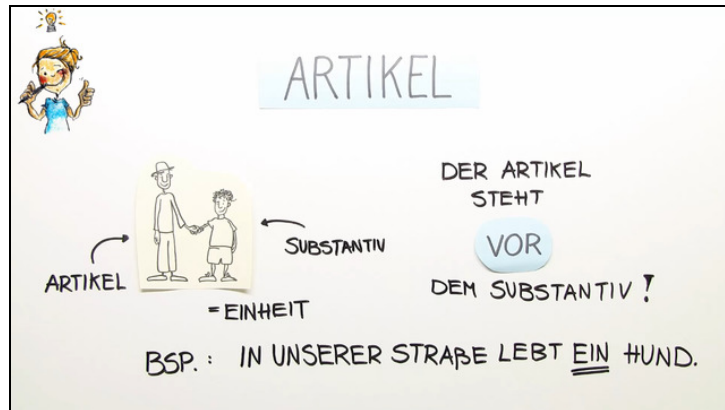 ARTIKEL
DER ARTIKEL
STEHT
VOR
DEM SUBSTANTIV!
ARTIKEL
SUBSTANTIV
= EINHEIT
BSP.: IN UNSERER STRAßE LEBT EIN HUND.